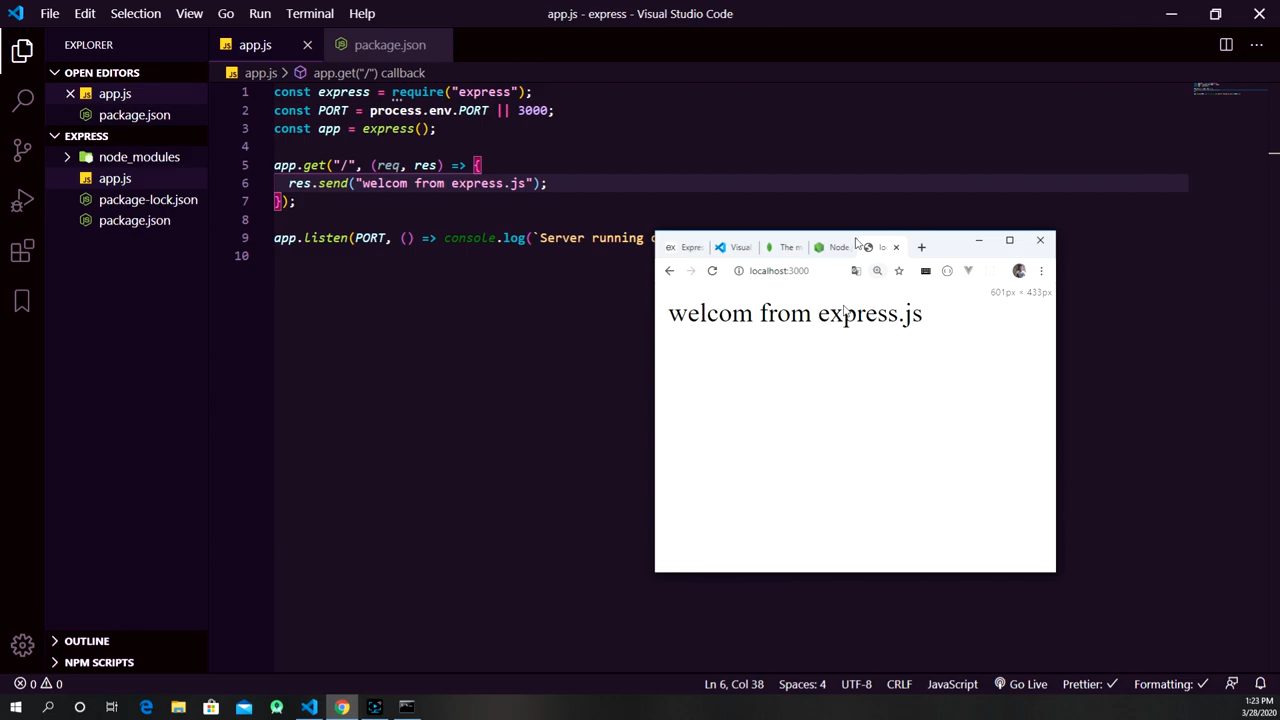 File Edit Selection View Go Run Terminal Help
app.js - express - Visual Studio Code
EXPLORER
OPEN EDITORS
app.js
package.json
EXPRESS
node_modules
app.js
package-lock.json
package.json
OUTLINE
NPM SCRIPTS
app.js
package.json
app.js > app.get("/") callback
1 const express = require("express");
2 const PORT = process.env.PORT || 3000;
3 const app = express();
4
5 app.get("/", (req, res) => {
6 res.send("welcom from express.js");
7 });
8
9 app.listen(PORT, () => console.log(`Server running
10
ex Expres Visual The m Node. lo
localhost:3000
601px × 433px
welcom from express.js
0 0
Ln 6, Col 38 Spaces: 4 UTF-8 CRLF JavaScript Go Live Prettier: ✓ Formatting: ✓
1:23 PM
3/28/2020